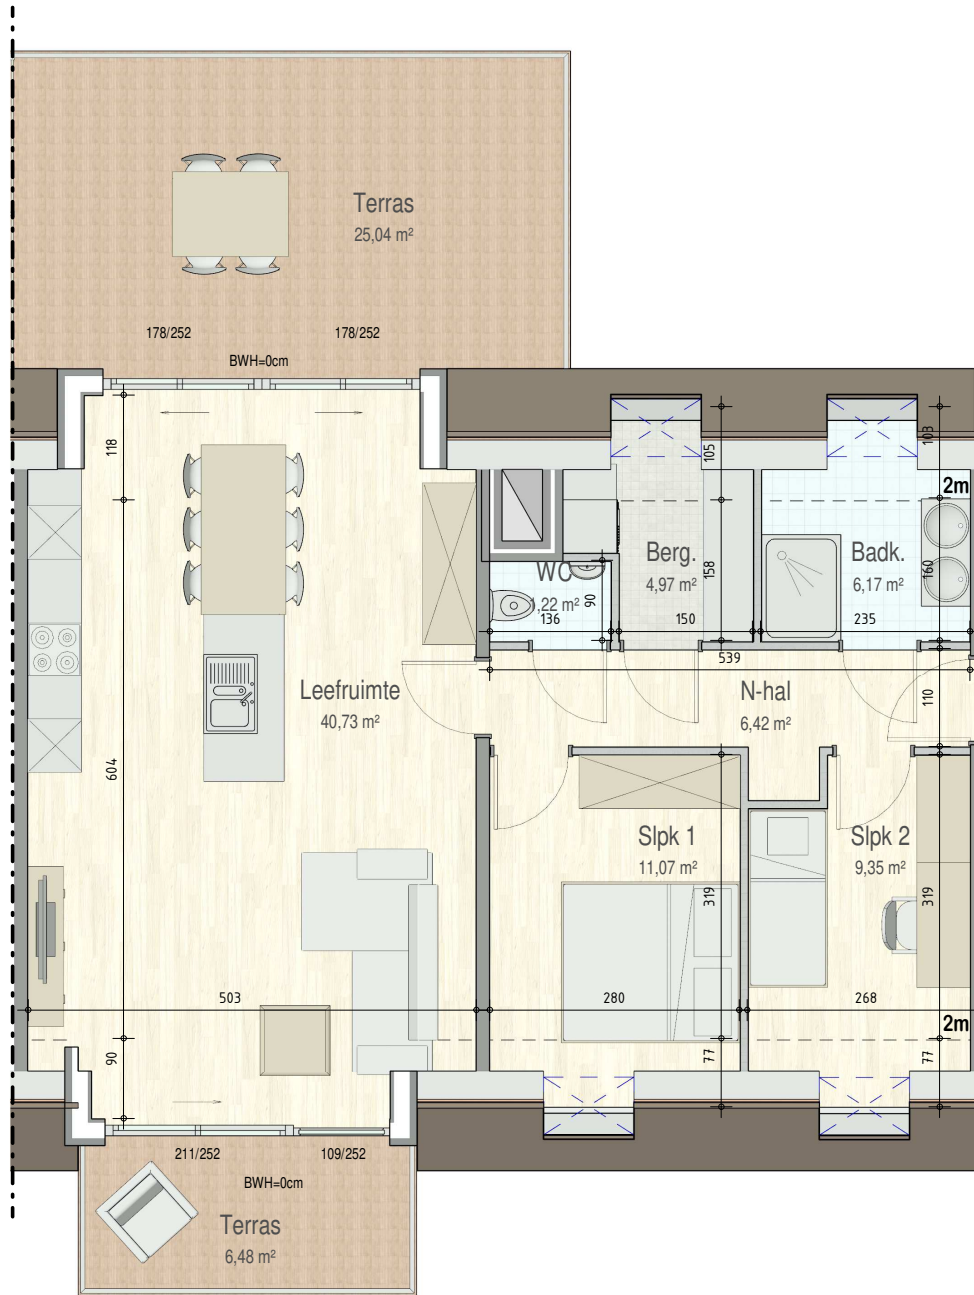 Terras
25,04 m²
178/252
178/252
BWH=0cm
118
105
103
2m
WC
,22 m²
90
136
Berg.
4,97 m²
158
150
Badk.
6,17 m²
160
235
539
Leefruimte
40,73 m²
N-hal
6,42 m²
110
604
Slpk 1
11,07 m²
319
Slpk 2
9,35 m²
319
503
280
268
2m
90
77
77
211/252
109/252
BWH=0cm
Terras
6,48 m²